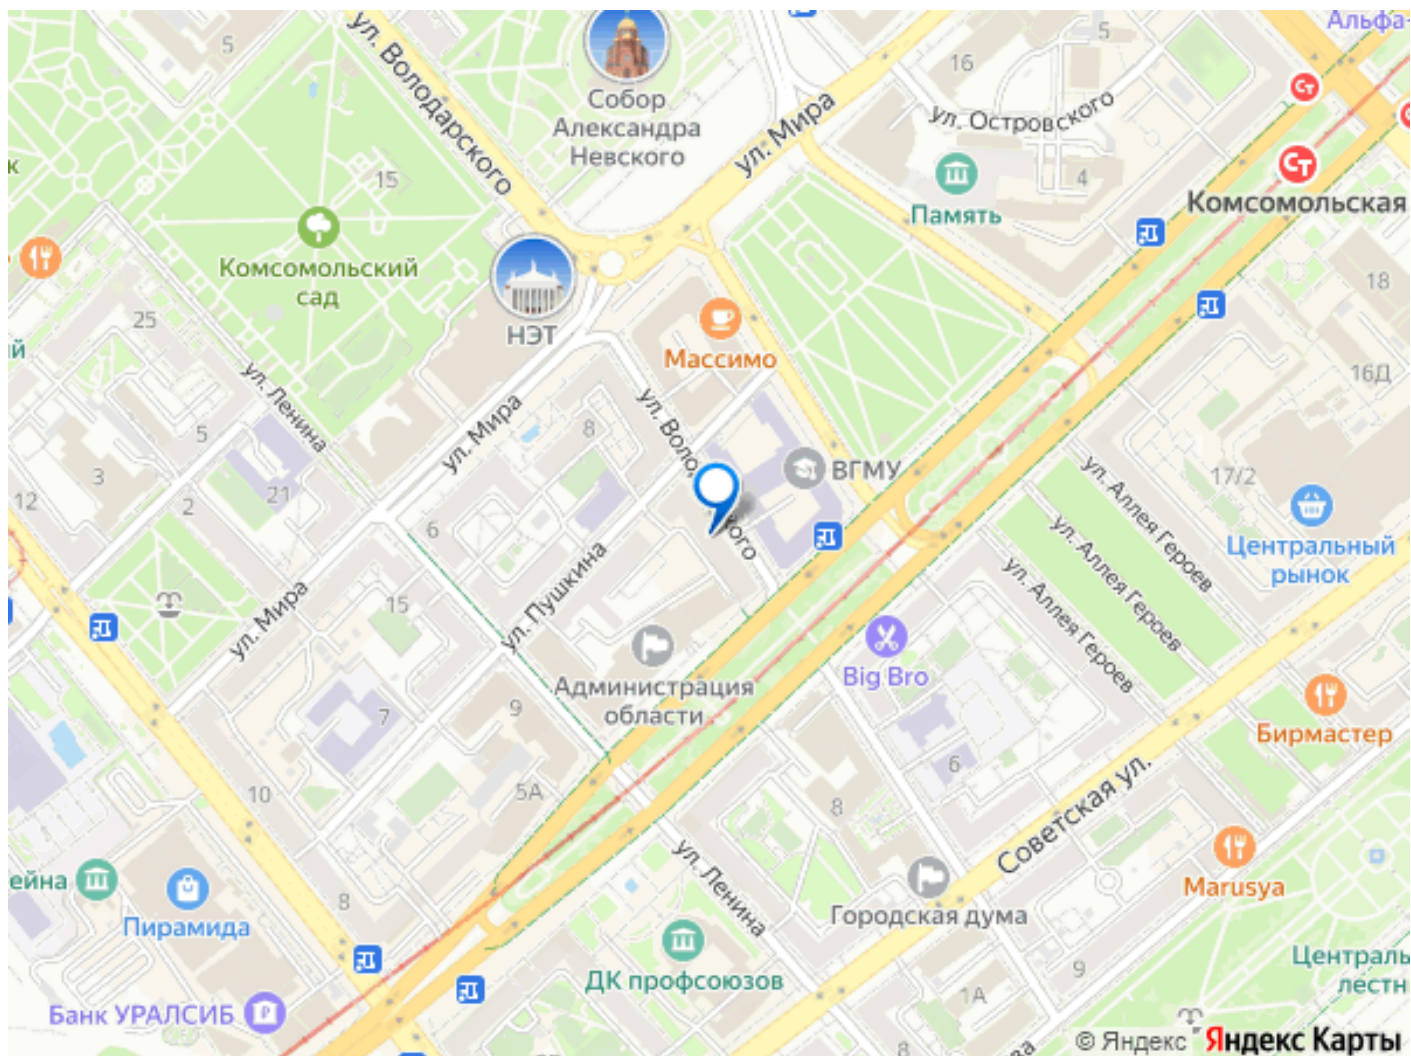 5
Альфа-
16
5
ул. Володарского
Собор
Александра
Невского
ул. Мира
ул. Островского
к
15
4
Память
Комсомольская
Комсомольский
сад
НЭТ
18
25
Массимо
й
16Д
ул. Ленина
ул. Мира
5
8
ул. Воло
3
ВГМУ
17/2
12
2
21
6
кого
ул. Аллея Героев
ул. Аллея Героев
ул. Аллея Героев
Центральный
рынок
ул. Пушкина
ул. Мира
15
Big Bro
Администрация
области
7
9
Бирмастер
6
5А
10
8
Советская ул.
ейна
ул. Ленина
8
Marusya
Пирамида
Городская дума
Централь
лестн
ДК профсоюзов
9
1А
Банк УРАЛСИБ
8
© Яндекс Яндекс Карты